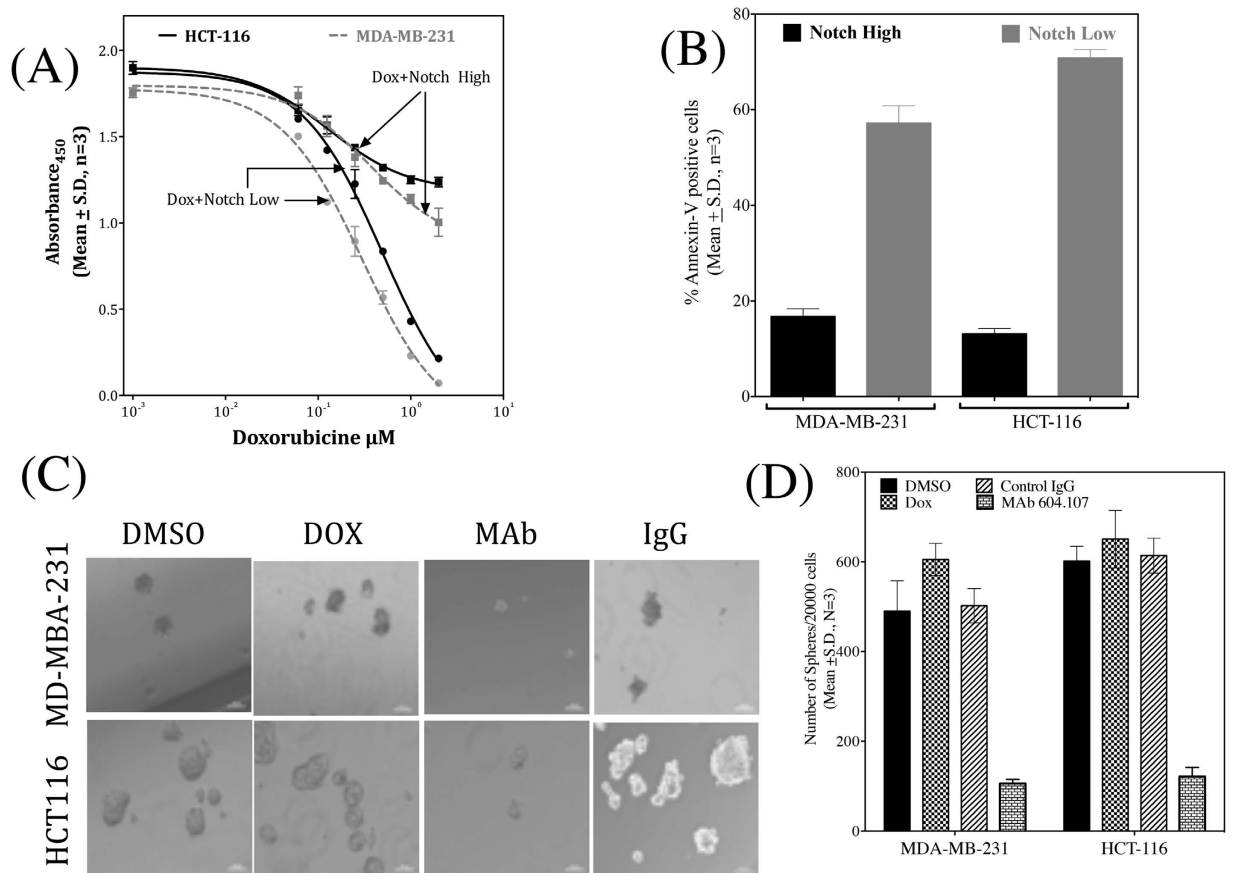 (A)
HCT-116 MDA-MB-231
Dox+Notch High
Dox+Notch Low
Absorbance450
(Mean ± S.D., n=3)
2.0
1.5
1.0
0.5
0.0
10-3 10-2 10-1 100 101
Doxorubicine µM
(B)
Notch High Notch Low
% Annexin-V positive cells
(Mean ± S.D., n=3)
80
60
40
20
0
MDA-MB-231 HCT-116
(C)
DMSO DOX MAb IgG
MD-MBA-231
HCT116
(D)
DMSO Control IgG
Dox MAb 604.107
Number of Spheres/20000 cells
(Mean ±S.D., N=3)
800
600
400
200
0
MDA-MB-231 HCT-116